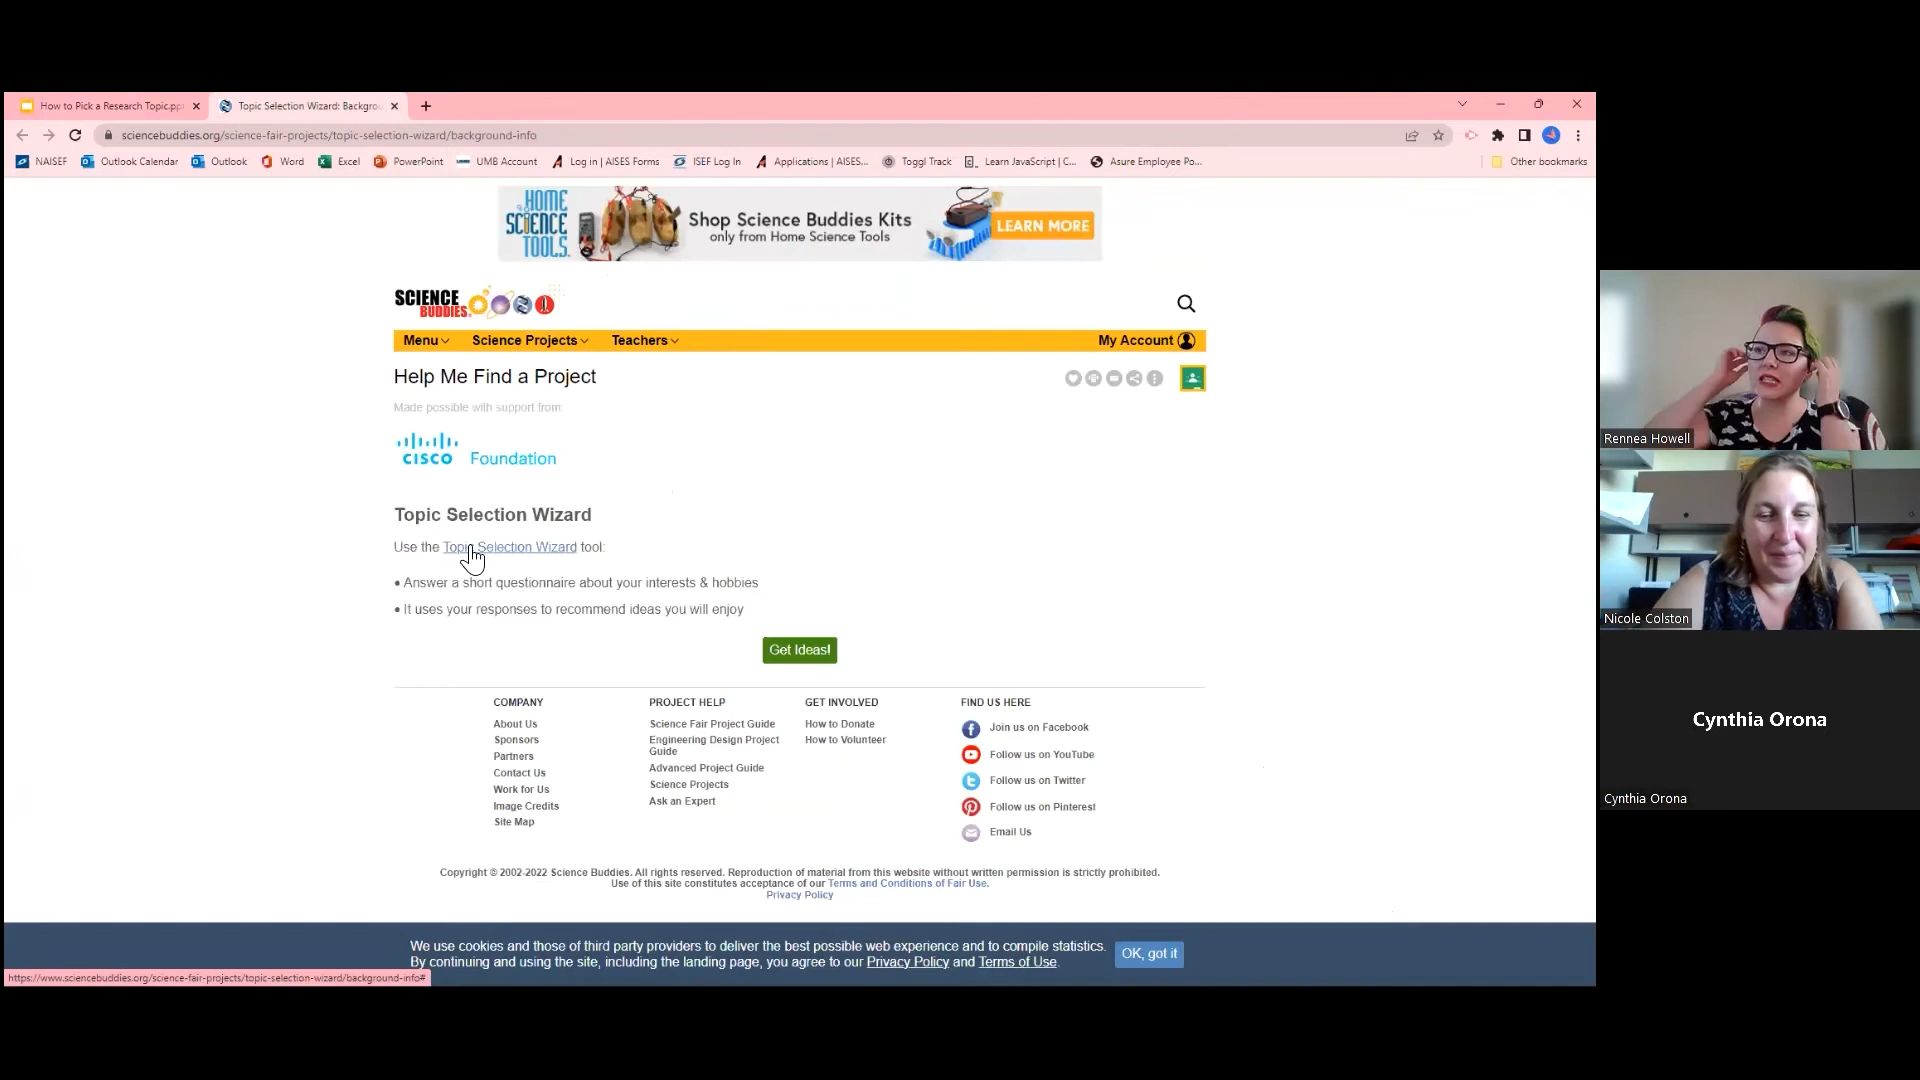 How to Pick a Research Topic.pp
Topic Selection Wizard: Backgrou
sciencebuddies.org/science-fair-projects/topic-selection-wizard/background-info
NAISEF
Outlook Calendar
Outlook
Word
Excel
PowerPoint
UMB Account
Log in | AISES Forms
ISEF Log In
Applications | AISES...
Toggl Track
Learn JavaScript | C...
Asure Employee Po...
Other bookmarks
HOME
SCIENCE
TOOLS.
Shop Science Buddies Kits
only from Home Science Tools
LEARN MORE
SCIENCE
BUDDIES
Menu
Science Projects
Teachers
My Account
Help Me Find a Project
Made possible with support from:
CISCO Foundation
Topic Selection Wizard
Use the Topic Selection Wizard tool:
• Answer a short questionnaire about your interests & hobbies
• It uses your responses to recommend ideas you will enjoy
Get Ideas!
COMPANY
About Us
Sponsors
Partners
Contact Us
Work for Us
Image Credits
Site Map
PROJECT HELP
Science Fair Project Guide
Engineering Design Project
Guide
Advanced Project Guide
Science Projects
Ask an Expert
GET INVOLVED
How to Donate
How to Volunteer
FIND US HERE
Join us on Facebook
Follow us on YouTube
Follow us on Twitter
Follow us on Pinterest
Email Us
Copyright © 2002-2022 Science Buddies. All rights reserved. Reproduction of material from this website without written permission is strictly prohibited.
Use of this site constitutes acceptance of our Terms and Conditions of Fair Use.
Privacy Policy
We use cookies and those of third party providers to deliver the best possible web experience and to compile statistics.
By continuing and using the site, including the landing page, you agree to our Privacy Policy and Terms of Use.
OK, got it
https://www.sciencebuddies.org/science-fair-projects/topic-selection-wizard/background-info#
Rennea Howell
Nicole Colston
Cynthia Orona
Cynthia Orona